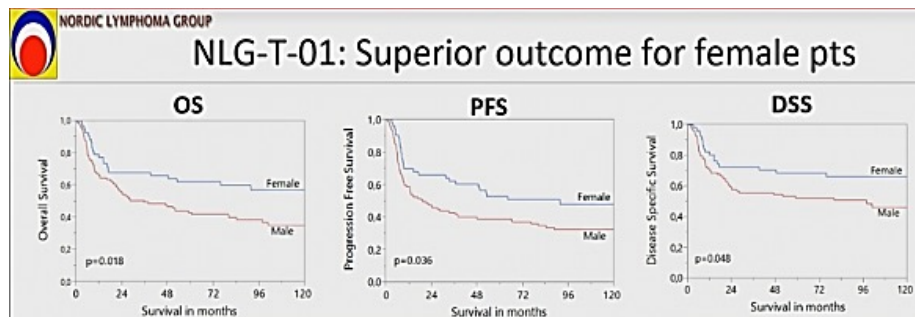 NORDIC LYMPHOMA GROUP
NLG-T-01: Superior outcome for female pts
OS
PFS
DSS
Overall Survival
1,0
0,8
0,6
0,4
0,2
0,0
Female
Male
p=0.018
0 24 48 72 96 120
Survival in months
Progression Free Survival
1,0
0,8
0,6
0,4
0,2
0,0
Female
Male
p=0.036
0 24 48 72 96 120
Survival in months
Disease Specific Survival
1,0
0,8
0,6
0,4
0,2
0,0
Female
Male
p=0.048
0 24 48 72 96 120
Survival in months